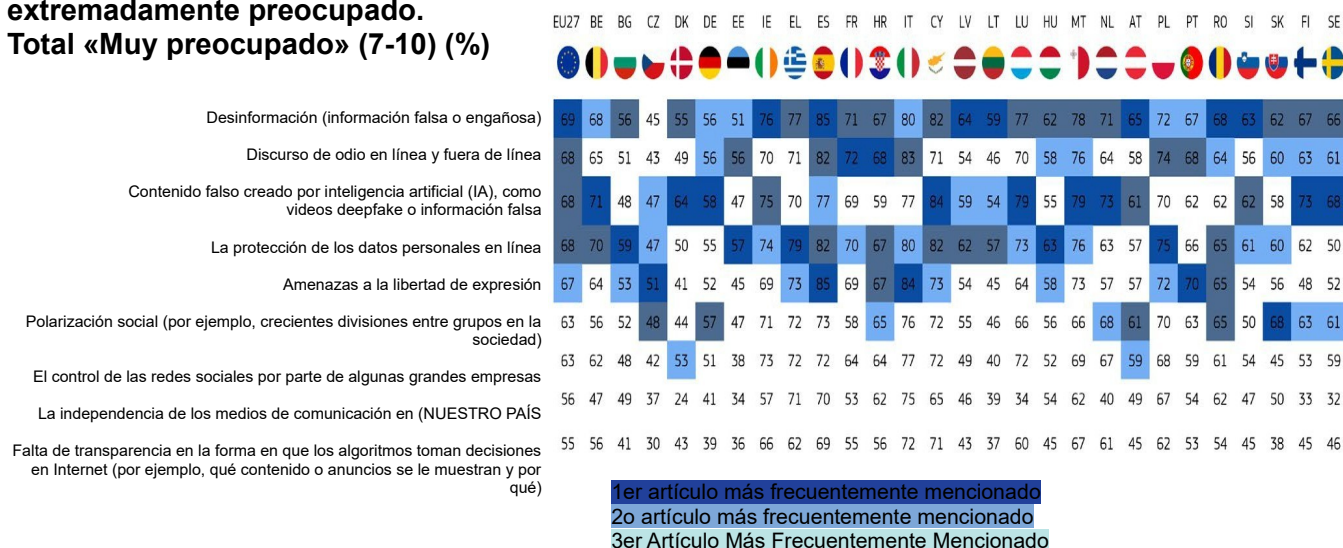 extremadamente preocupado.
Total «Muy preocupado» (7-10) (%)
EU27 BE BG CZ DK DE EE IE EL ES FR HR IT CY LV LT LU HU MT NL AT PL PT RO SI SK FI SE
Desinformación (información falsa o engañosa) 69 68 56 45 55 56 51 76 77 85 71 67 80 82 64 59 77 62 78 71 65 72 67 68 63 62 67 66
Discurso de odio en línea y fuera de línea 68 65 51 43 49 56 56 70 71 82 72 68 83 71 54 46 70 58 76 64 58 74 68 64 56 60 63 61
Contenido falso creado por inteligencia artificial (IA), como
videos deepfake o información falsa 68 71 48 47 64 58 47 75 70 77 69 59 77 84 59 54 79 55 79 73 61 70 62 62 62 58 73 68
La protección de los datos personales en línea 68 70 59 47 50 55 57 74 79 82 70 67 80 82 62 57 73 63 76 63 57 75 66 65 61 60 62 50
Amenazas a la libertad de expresión 67 64 53 51 41 52 45 69 73 85 69 67 84 73 54 45 64 58 73 57 57 72 70 65 54 56 48 52
Polarización social (por ejemplo, crecientes divisiones entre grupos en la
sociedad) 63 56 52 48 44 57 47 71 72 73 58 65 76 72 55 46 66 56 66 68 61 70 63 65 50 68 63 61
El control de las redes sociales por parte de algunas grandes empresas 63 62 48 42 53 51 38 73 72 72 64 64 77 72 49 40 72 52 69 67 59 68 59 61 54 45 53 59
La independencia de los medios de comunicación en (NUESTRO PAÍS 56 47 49 37 24 41 34 57 71 70 53 62 75 65 46 39 34 54 62 40 49 67 54 62 47 50 33 32
Falta de transparencia en la forma en que los algoritmos toman decisiones
en Internet (por ejemplo, qué contenido o anuncios se le muestran y por
qué) 55 56 41 30 43 39 36 66 62 69 55 56 72 71 43 37 60 45 67 61 45 62 53 54 45 38 45 46
1er artículo más frecuentemente mencionado
2o artículo más frecuentemente mencionado
3er Artículo Más Frecuentemente Mencionado